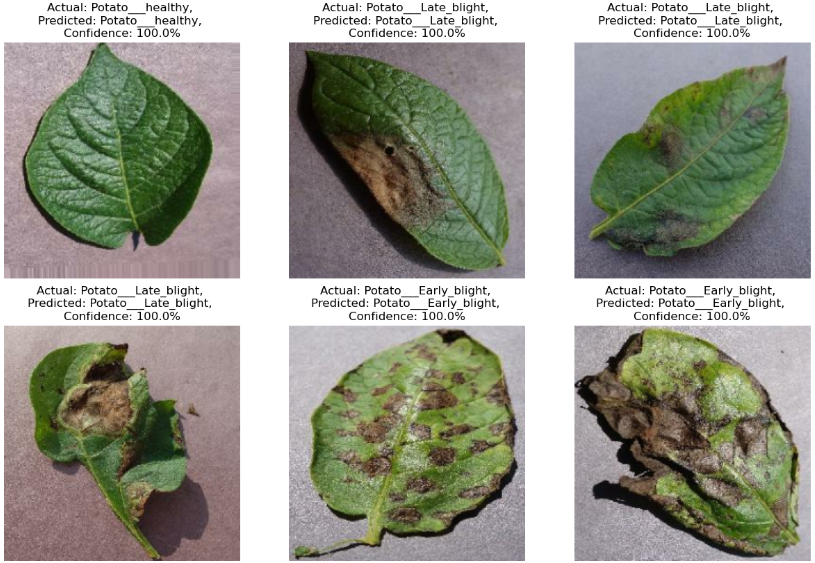 Actual: Potato___healthy,
Predicted: Potato___healthy,
Confidence: 100.0%
Actual: Potato___Late_blight,
Predicted: Potato___Late_blight,
Confidence: 100.0%
Actual: Potato___Late_blight,
Predicted: Potato___Late_blight,
Confidence: 100.0%
Actual: Potato___Late_blight,
Predicted: Potato___Late_blight,
Confidence: 100.0%
Actual: Potato___Early_blight,
Predicted: Potato___Early_blight,
Confidence: 100.0%
Actual: Potato___Early_blight,
Predicted: Potato___Early_blight,
Confidence: 100.0%